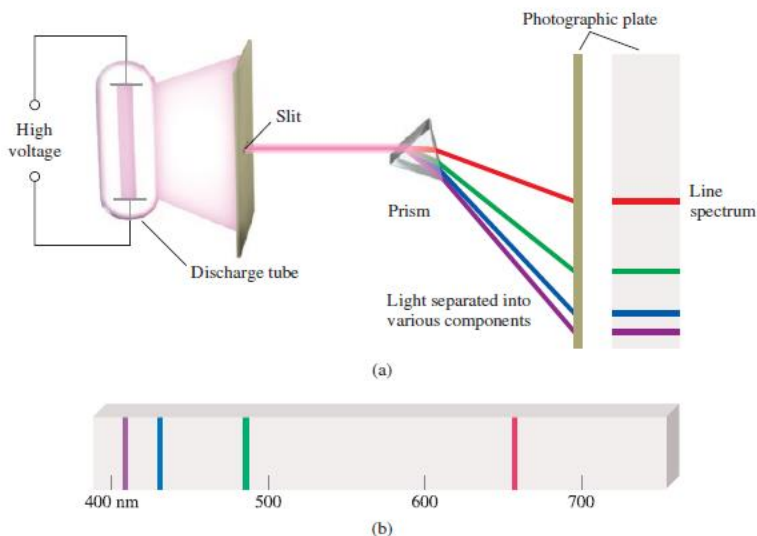 Photographic plate
High
voltage
Slit
Prism
Line
spectrum
Discharge tube
Light separated into
various components
(a)
400 nm
500
600
700
(b)